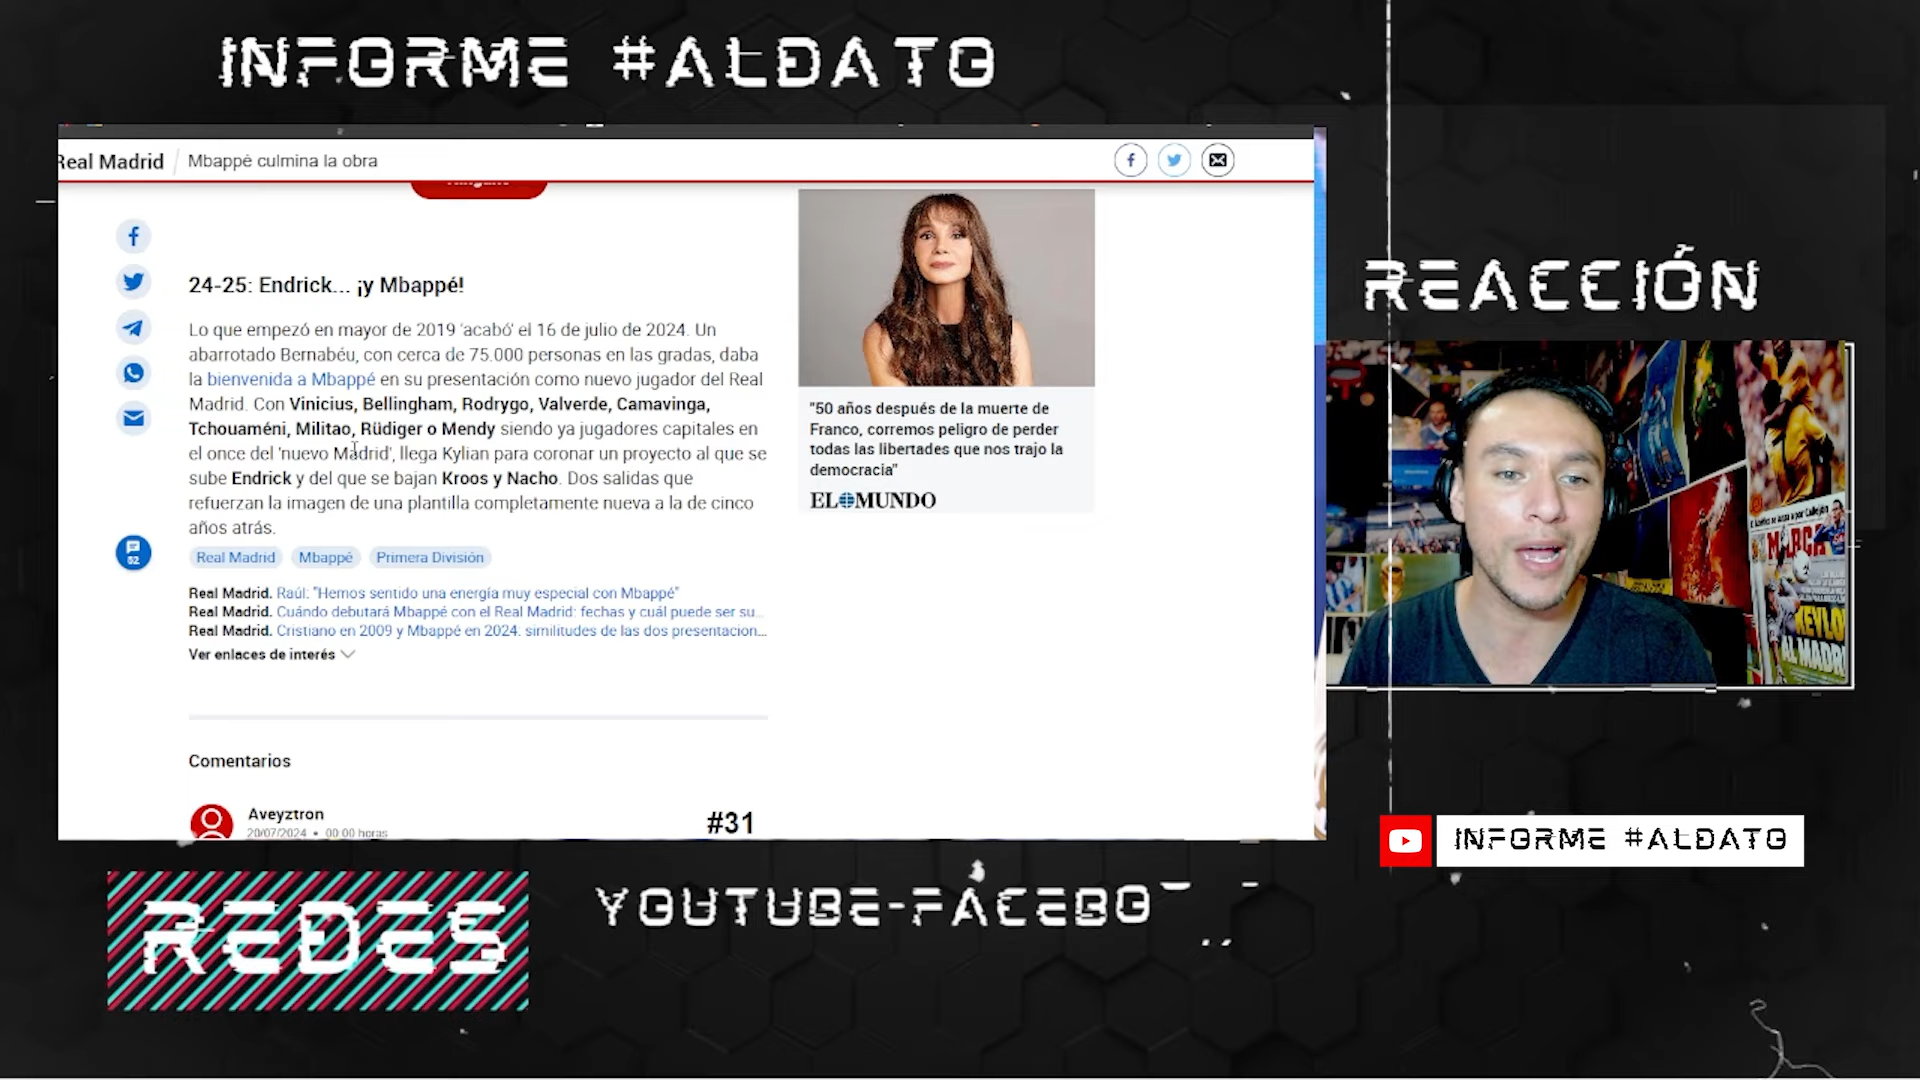 INFORME #ALDATO
Real Madrid
Mbappé culmina la obra
24-25: Endrick... ¡y Mbappé!
Lo que empezó en mayor de 2019 'acabó' el 16 de julio de 2024. Un
abarrotado Bernabéu, con cerca de 75.000 personas en las gradas, daba
la bienvenida a Mbappé en su presentación como nuevo jugador del Real
Madrid. Con Vinicius, Bellingham, Rodrygo, Valverde, Camavinga,
Tchouaméni, Militao, Rüdiger o Mendy siendo ya jugadores capitales en
el once del 'nuevo Madrid', llega Kylian para coronar un proyecto al que se
sube Endrick y del que se bajan Kroos y Nacho. Dos salidas que
refuerzan la imagen de una plantilla completamente nueva a la de cinco
años atrás.
62
Real Madrid Mbappé Primera División
Real Madrid. Raúl: "Hemos sentido una energía muy especial con Mbappé"
Real Madrid. Cuándo debutará Mbappé con el Real Madrid: fechas y cuál puede ser su...
Real Madrid. Cristiano en 2009 y Mbappé en 2024: similitudes de las dos presentacion...
Ver enlaces de interés
Comentarios
Aveyztron
20/07/2024 • 00:00 horas
#31
"50 años después de la muerte de
Franco, corremos peligro de perder
todas las libertades que nos trajo la
democracia"
EL MUNDO
REACCIÓN
MARCA
KEYLOR
AL MADRI
INFORME #ALDATO
REDES
YOUTUBE-FACEBO